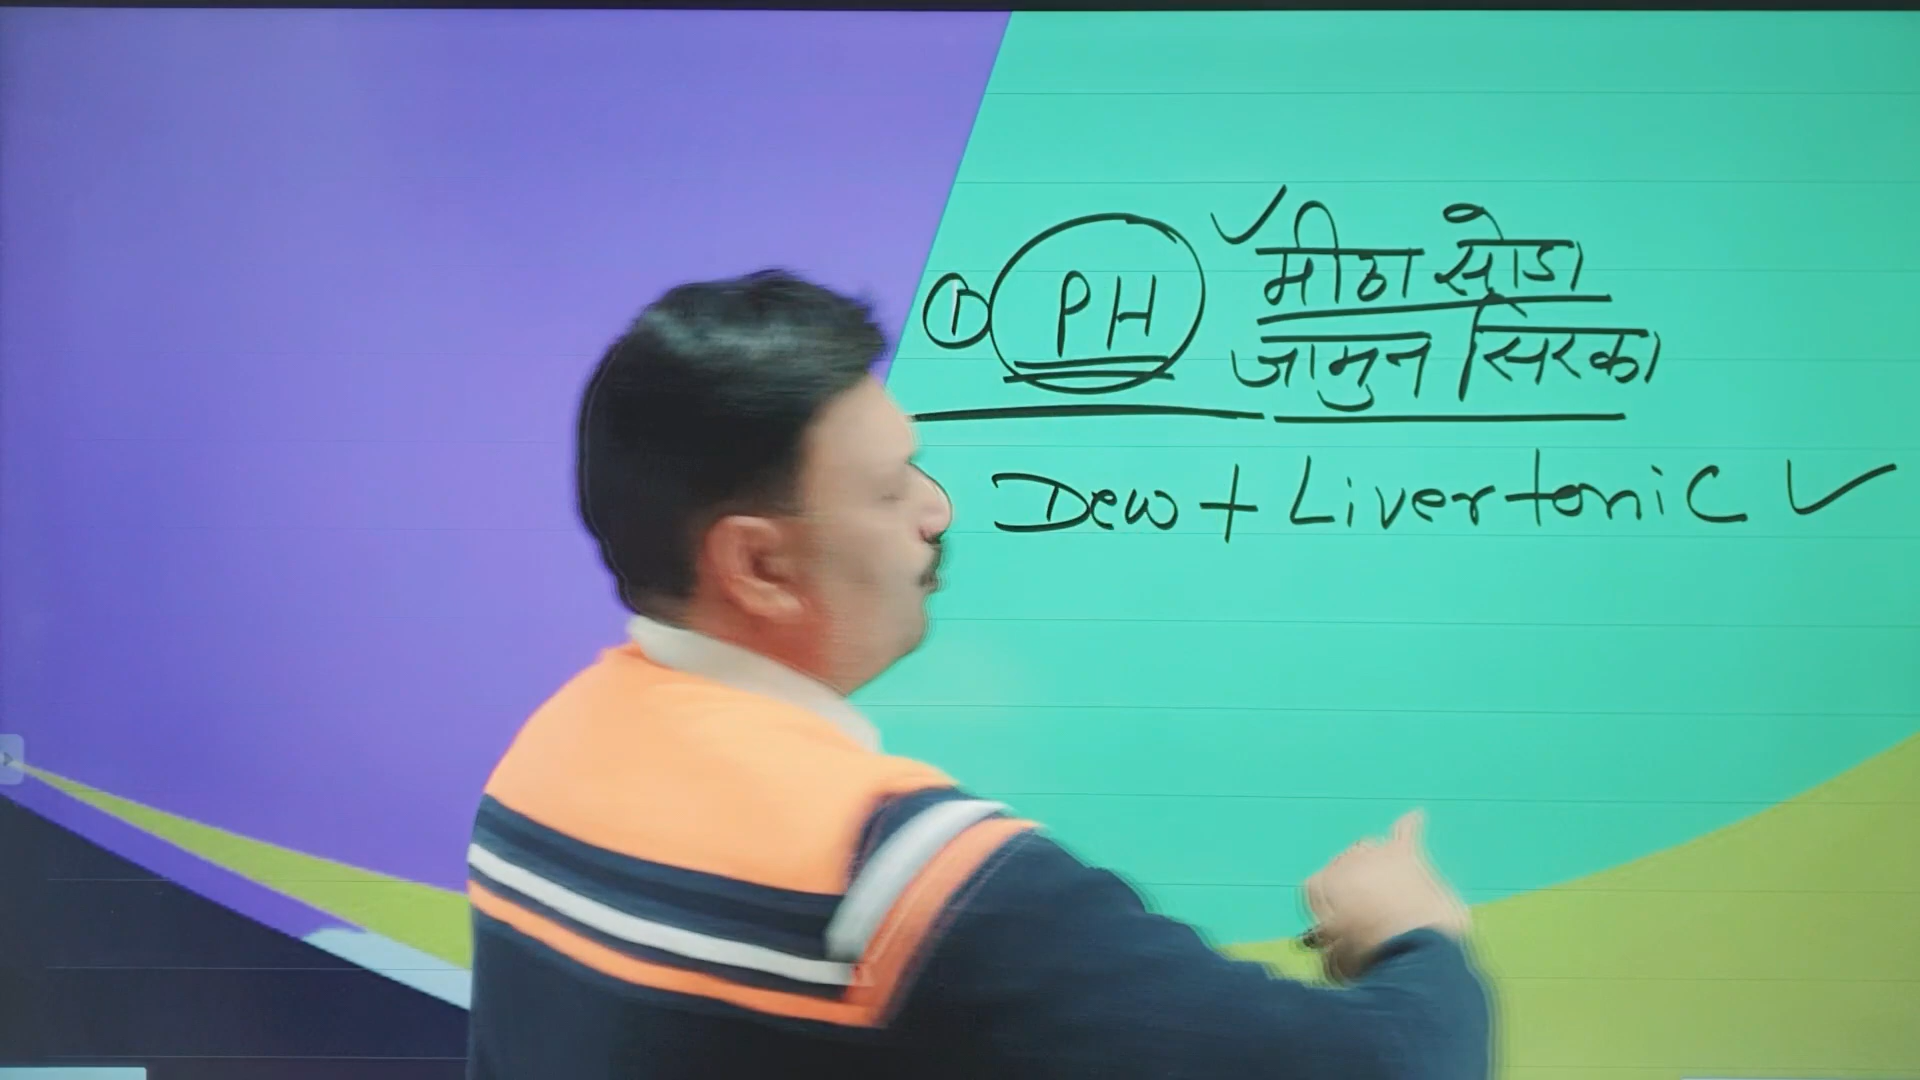 ① PH ✓ मीठा सोडा
जामुन सिरका
Dew + Livertonic ✓